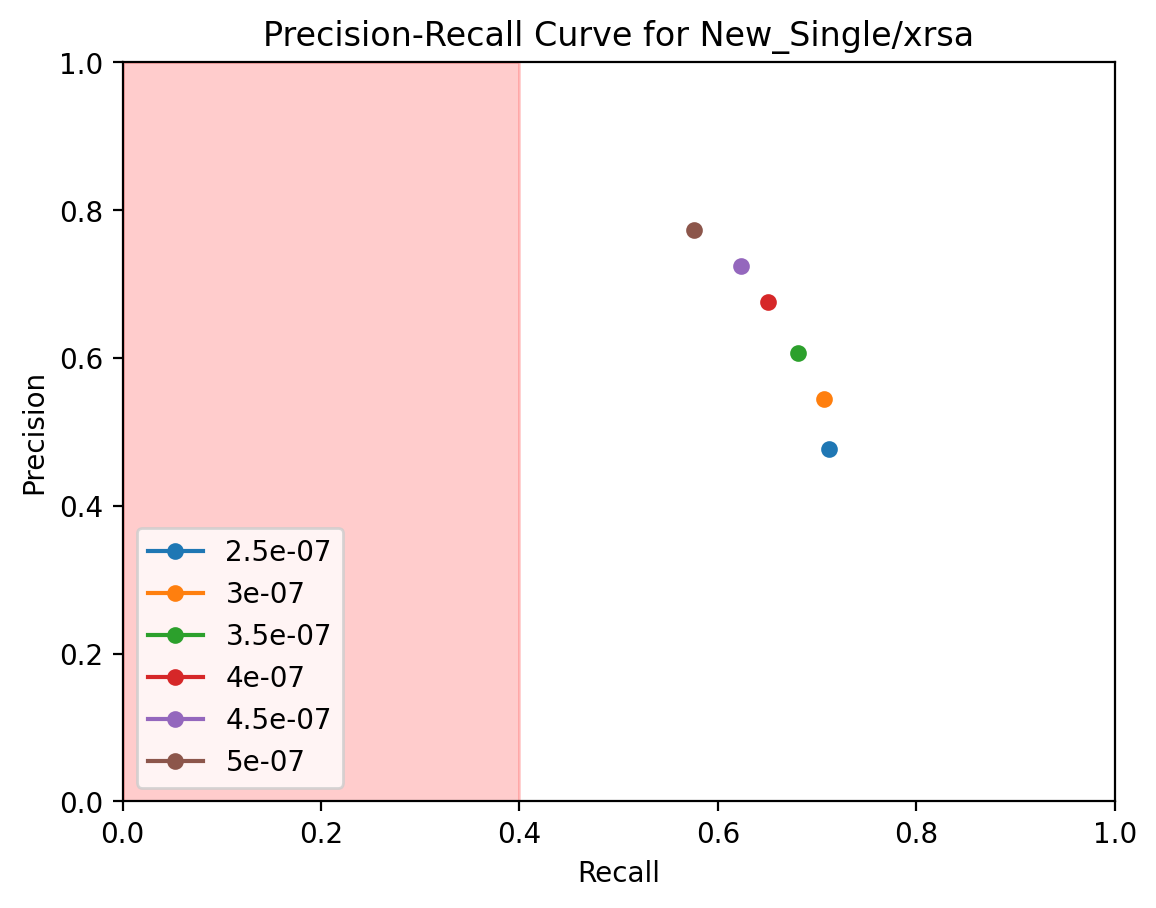 Precision-Recall Curve for New_Single/xrsa
1.0
0.8
0.6
0.4
0.2
0.0
Precision
2.5e-07
3e-07
3.5e-07
4e-07
4.5e-07
5e-07
0.0 0.2 0.4 0.6 0.8 1.0
Recall